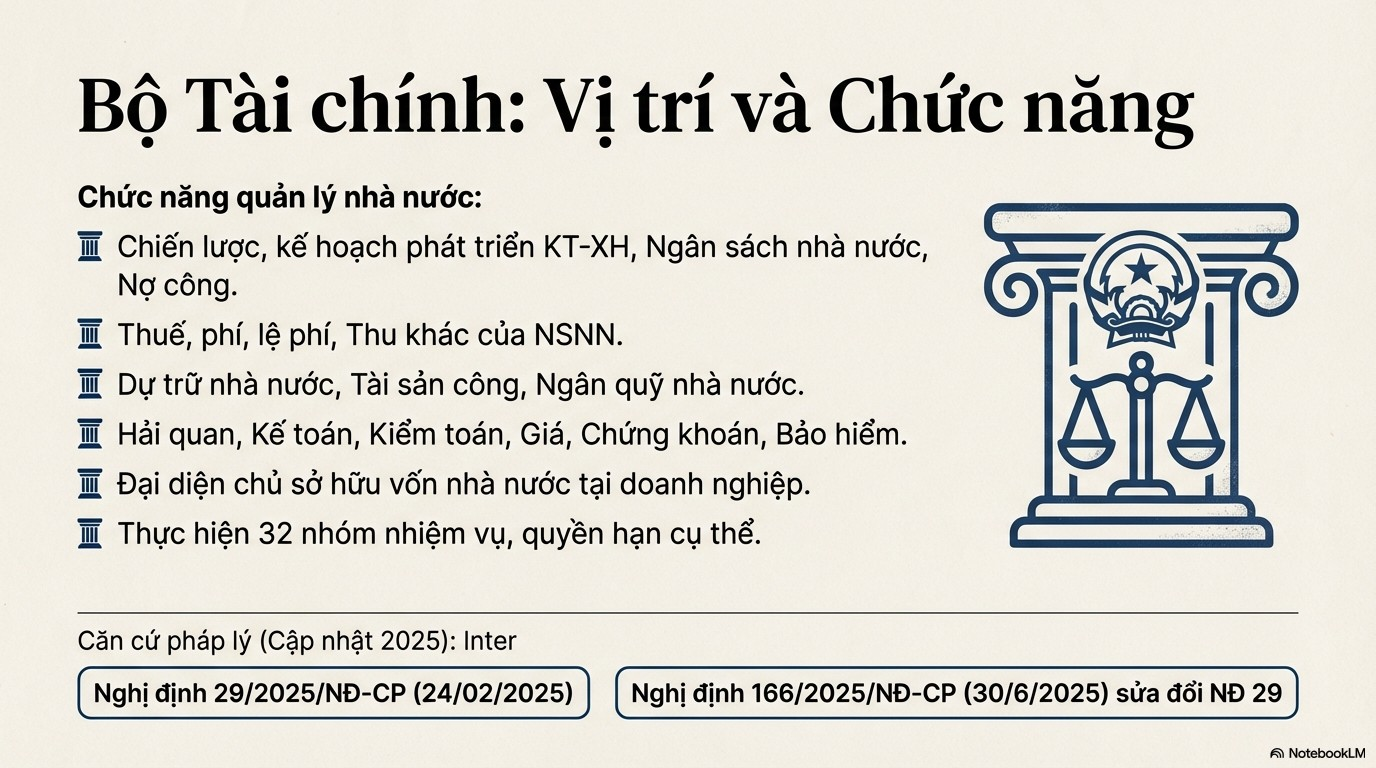 Bộ Tài chính: Vị trí và Chức năng
Chức năng quản lý nhà nước:
Chiến lược, kế hoạch phát triển KT-XH, Ngân sách nhà nước,
Nợ công.
Thuế, phí, lệ phí, Thu khác của NSNN.
Dự trữ nhà nước, Tài sản công, Ngân quỹ nhà nước.
Hải quan, Kế toán, Kiểm toán, Giá, Chứng khoán, Bảo hiểm.
Đại diện chủ sở hữu vốn nhà nước tại doanh nghiệp.
Thực hiện 32 nhóm nhiệm vụ, quyền hạn cụ thể.
Căn cứ pháp lý (Cập nhật 2025): Inter
Nghị định 29/2025/NĐ-CP (24/02/2025)
Nghị định 166/2025/NĐ-CP (30/6/2025) sửa đổi NĐ 29
NotebookLM